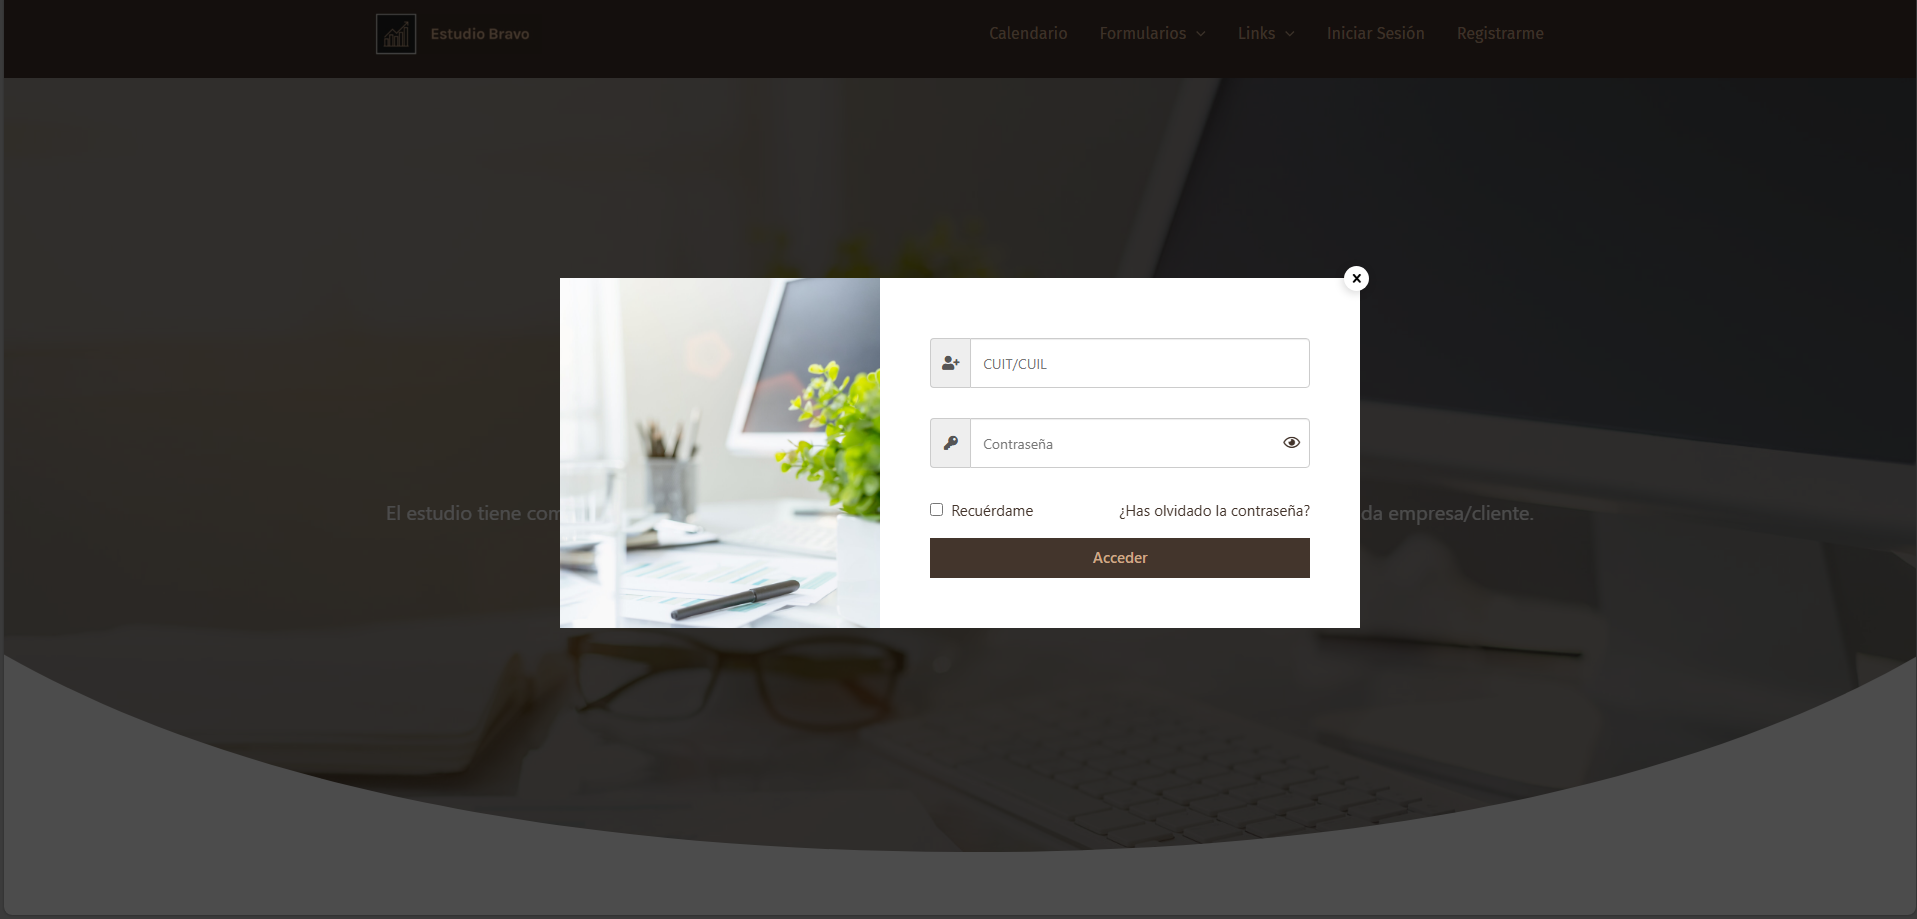 Estudio Bravo
Calendario
Formularios
Links
Iniciar Sesión
Registrarme
CUIT/CUIL
Contraseña
El estudio tiene com
da empresa/cliente.
Recuérdame
¿Has olvidado la contraseña?
Acceder